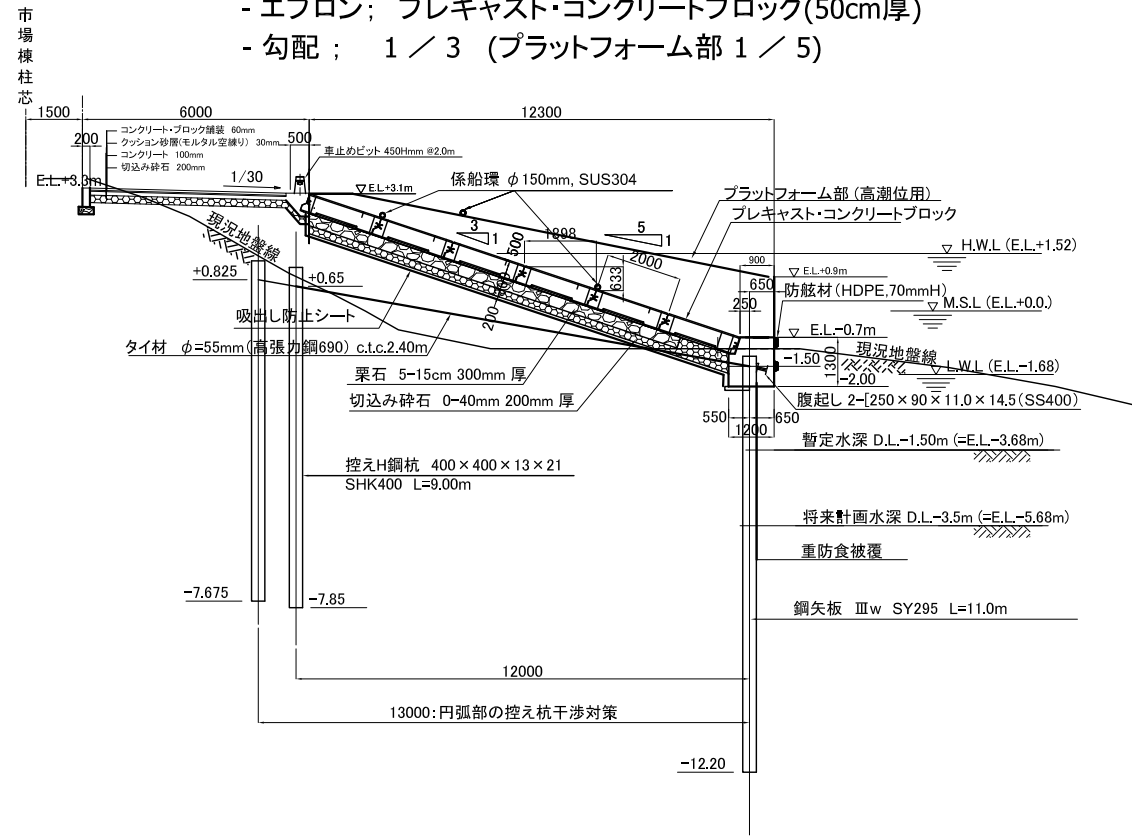 - エプロン； プレキャスト・コンクリートブロック(50cm厚)
- 勾配； 1／3 (プラットフォーム部 1／5)
市場棟柱芯
1500
6000
12300
200
コンクリート・ブロック舗装 60mm
クッション砂層(モルタル空練り) 30mm
コンクリート 100mm
切込み砕石 200mm
500
車止めピット 450Hmm @2.0m
E.L.+3.3m
1/30
E.L.+3.1m
係船環 φ150mm, SUS304
プラットフォーム部 (高潮位用)
プレキャスト・コンクリートブロック
現況地盤線
3
1
1898
5
1
500
2000
633
200
H.W.L (E.L.+1.52)
900
E.L.+0.9m
650
防舷材(HDPE,70mmH)
250
M.S.L (E.L.+0.0.)
+0.825
+0.65
吸出し防止シート
タイ材 φ=55mm(高張力鋼690) c.t.c.2.40m
E.L.-0.7m
現況地盤線
-1.50
1300
L.W.L (E.L.-1.68)
-2.00
栗石 5-15cm 300mm 厚
切込み砕石 0-40mm 200mm 厚
腹起し 2-[250×90×11.0×14.5(SS400)
550
650
1200
暫定水深 D.L.-1.50m (=E.L.-3.68m)
控えH鋼杭 400×400×13×21
SHK400 L=9.00m
将来計画水深 D.L.-3.5m (=E.L.-5.68m)
重防食被覆
-7.675
-7.85
鋼矢板 Ⅲw SY295 L=11.0m
12000
13000:円弧部の控え杭干渉対策
-12.20